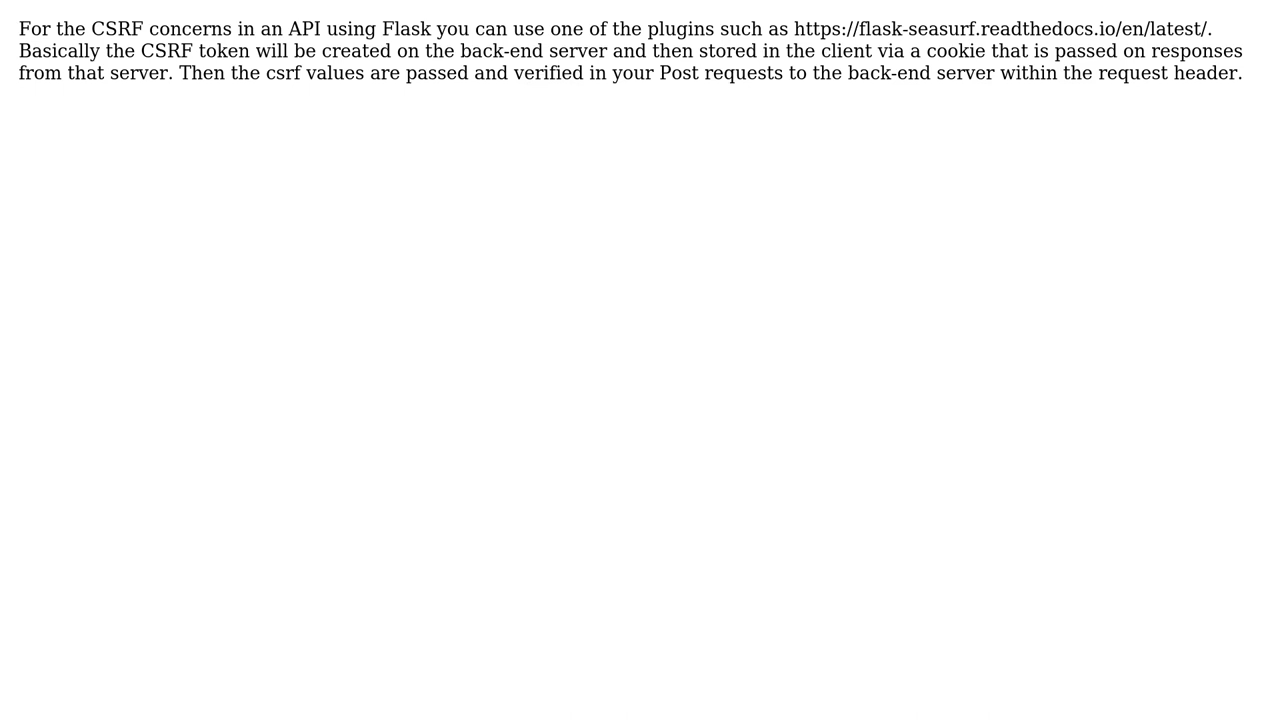 For the CSRF concerns in an API using Flask you can use one of the plugins such as https://flask-seasurf.readthedocs.io/en/latest/.
Basically the CSRF token will be created on the back-end server and then stored in the client via a cookie that is passed on responses
from that server. Then the csrf values are passed and verified in your Post requests to the back-end server within the request header.